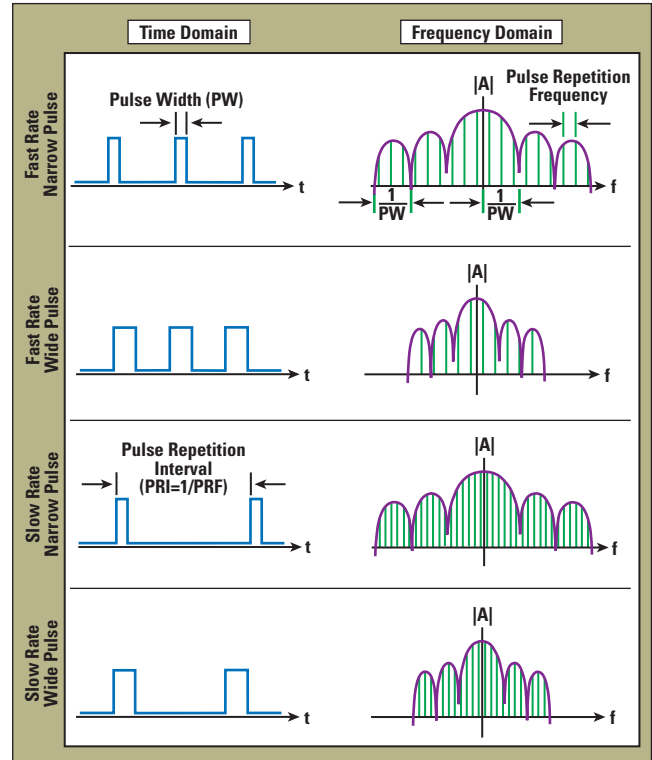 Time Domain
Frequency Domain
Fast Rate
Narrow Pulse
Pulse Width (PW)
t
|A|
Pulse Repetition
Frequency
f
1
PW
1
PW
Fast Rate
Wide Pulse
t
|A|
f
Slow Rate
Narrow Pulse
Pulse Repetition
Interval
(PRI=1/PRF)
t
|A|
f
Slow Rate
Wide Pulse
t
|A|
f